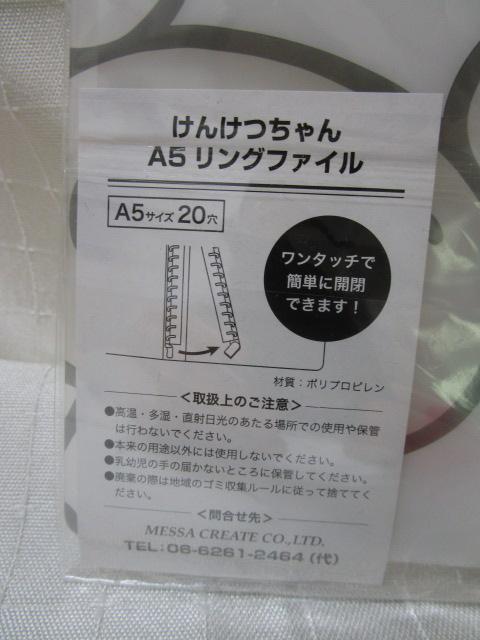 けんけつちゃん
A5 リングファイル
A5サイズ 20穴
ワンタッチで
簡単に開閉
できます！
材質：ポリプロピレン
＜取扱上のご注意＞
●高温・多湿・直射日光のあたる場所での使用や保管
は行わないでください。
●本来の用途以外には使用しないでください。
●乳幼児の手の届かないところに保管してください。
●廃棄の際は地域のゴミ収集ルールに従って捨ててく
ださい。
＜問合せ先＞
MESSA CREATE CO.,LTD.
TEL：06-6261-2464（代）